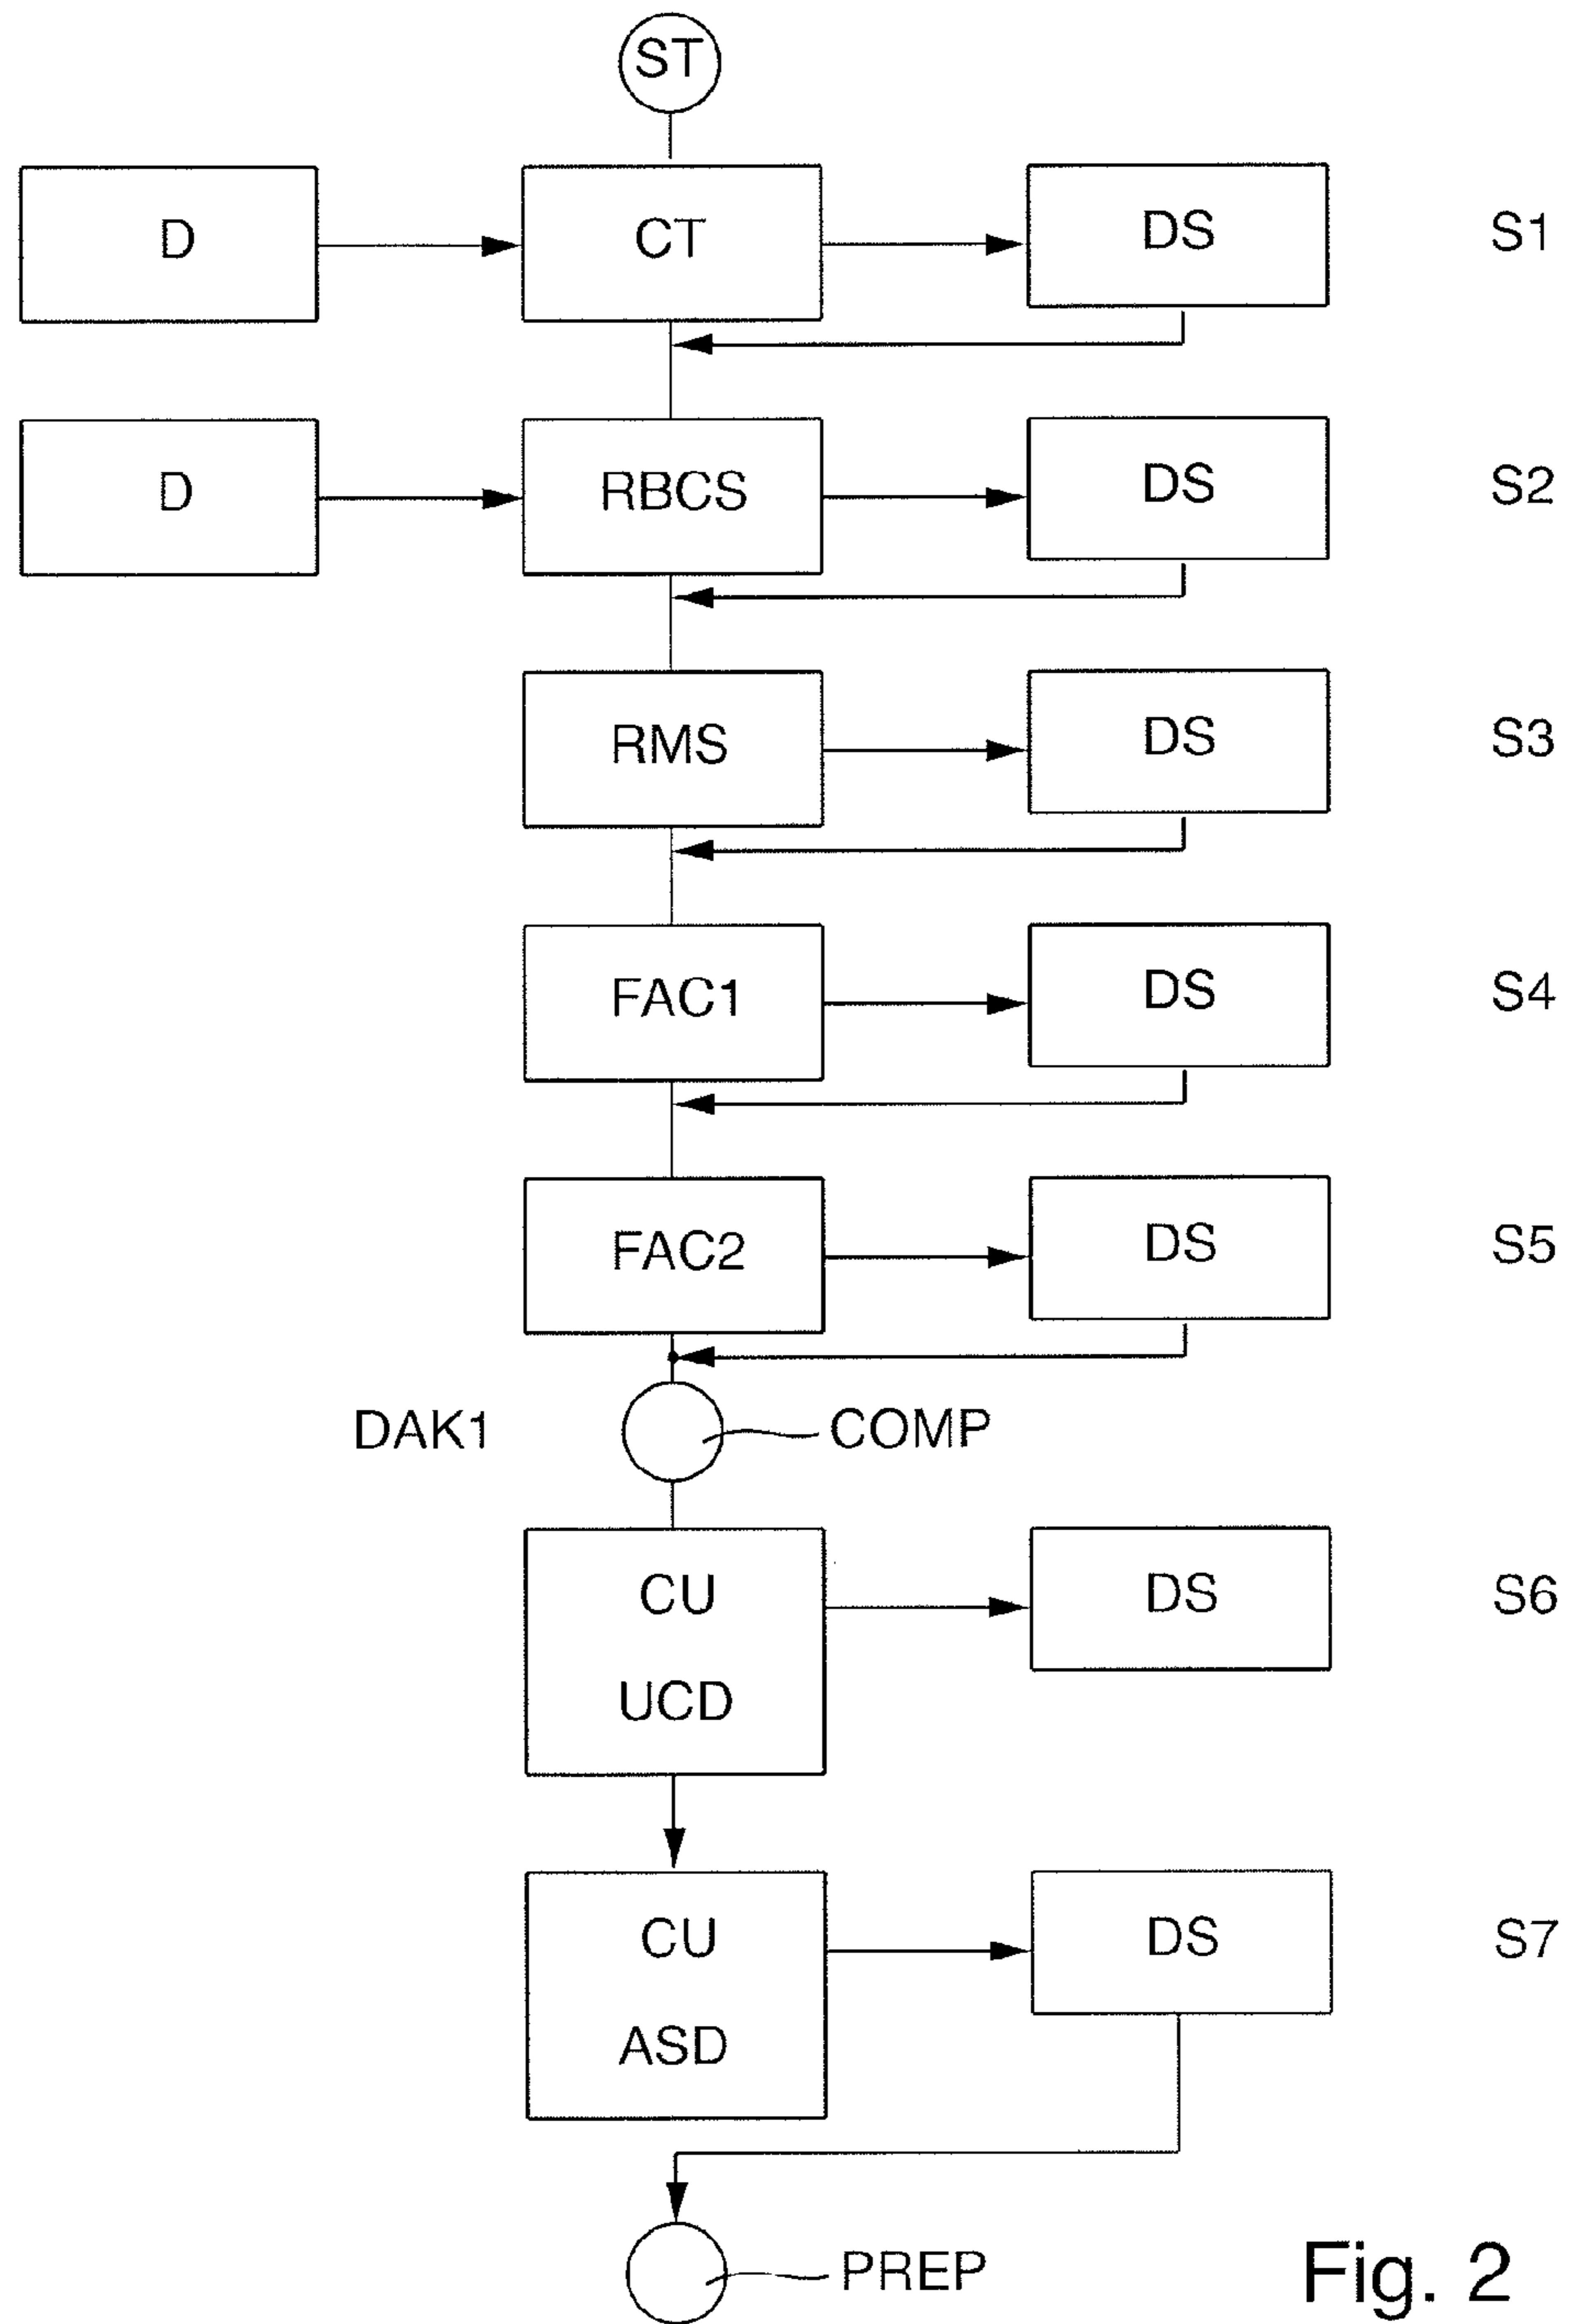 ST
D CT DS S1
D RBCS DS S2
RMS DS S3
FAC1 DS S4
FAC2 DS S5
DAK1 COMP
CU DS S6
UCD
CU DS S7
ASD
PREP
Fig. 2